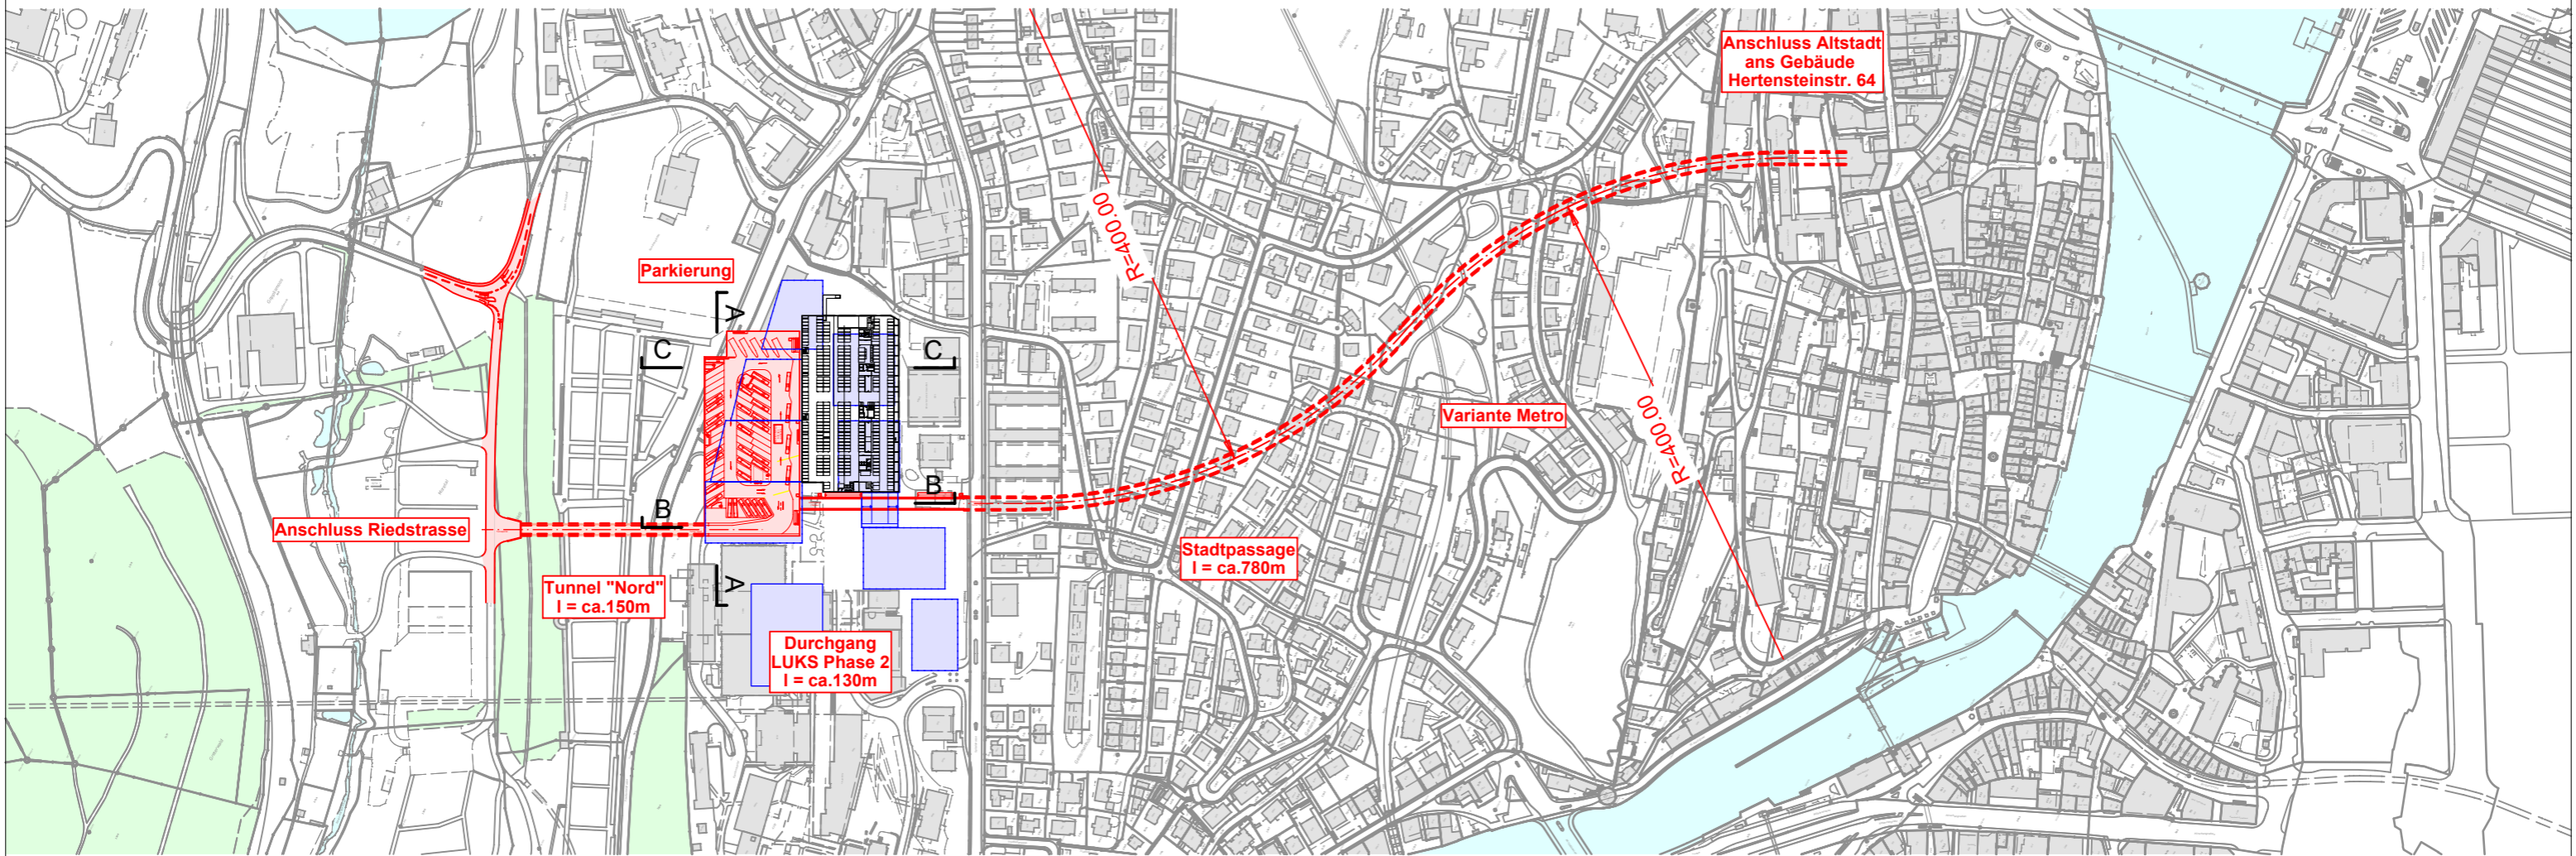 Anschluss Altstadt
ans Gebäude
Hertensteinstr. 64
R=400.00
Parkierung
A
C
C
Variante Metro
R=400.00
B
B
Anschluss Riedstrasse
Stadtpassage
l = ca.780m
Tunnel "Nord"
l = ca.150m
A
Durchgang
LUKS Phase 2
l = ca.130m